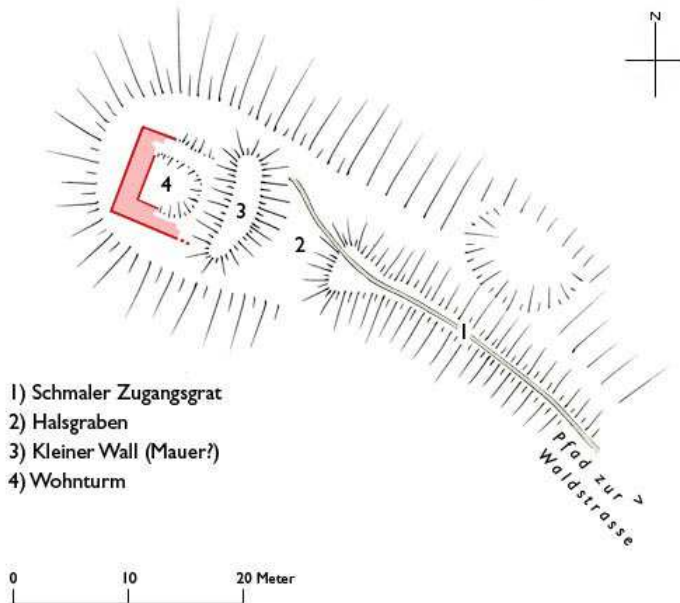 N
4
3
2
1
1) Schmaler Zugangsgrat
2) Halsgraben
3) Kleiner Wall (Mauer?)
4) Wohnturm
Pfad zur >
Waldstrasse
0 10 20 Meter